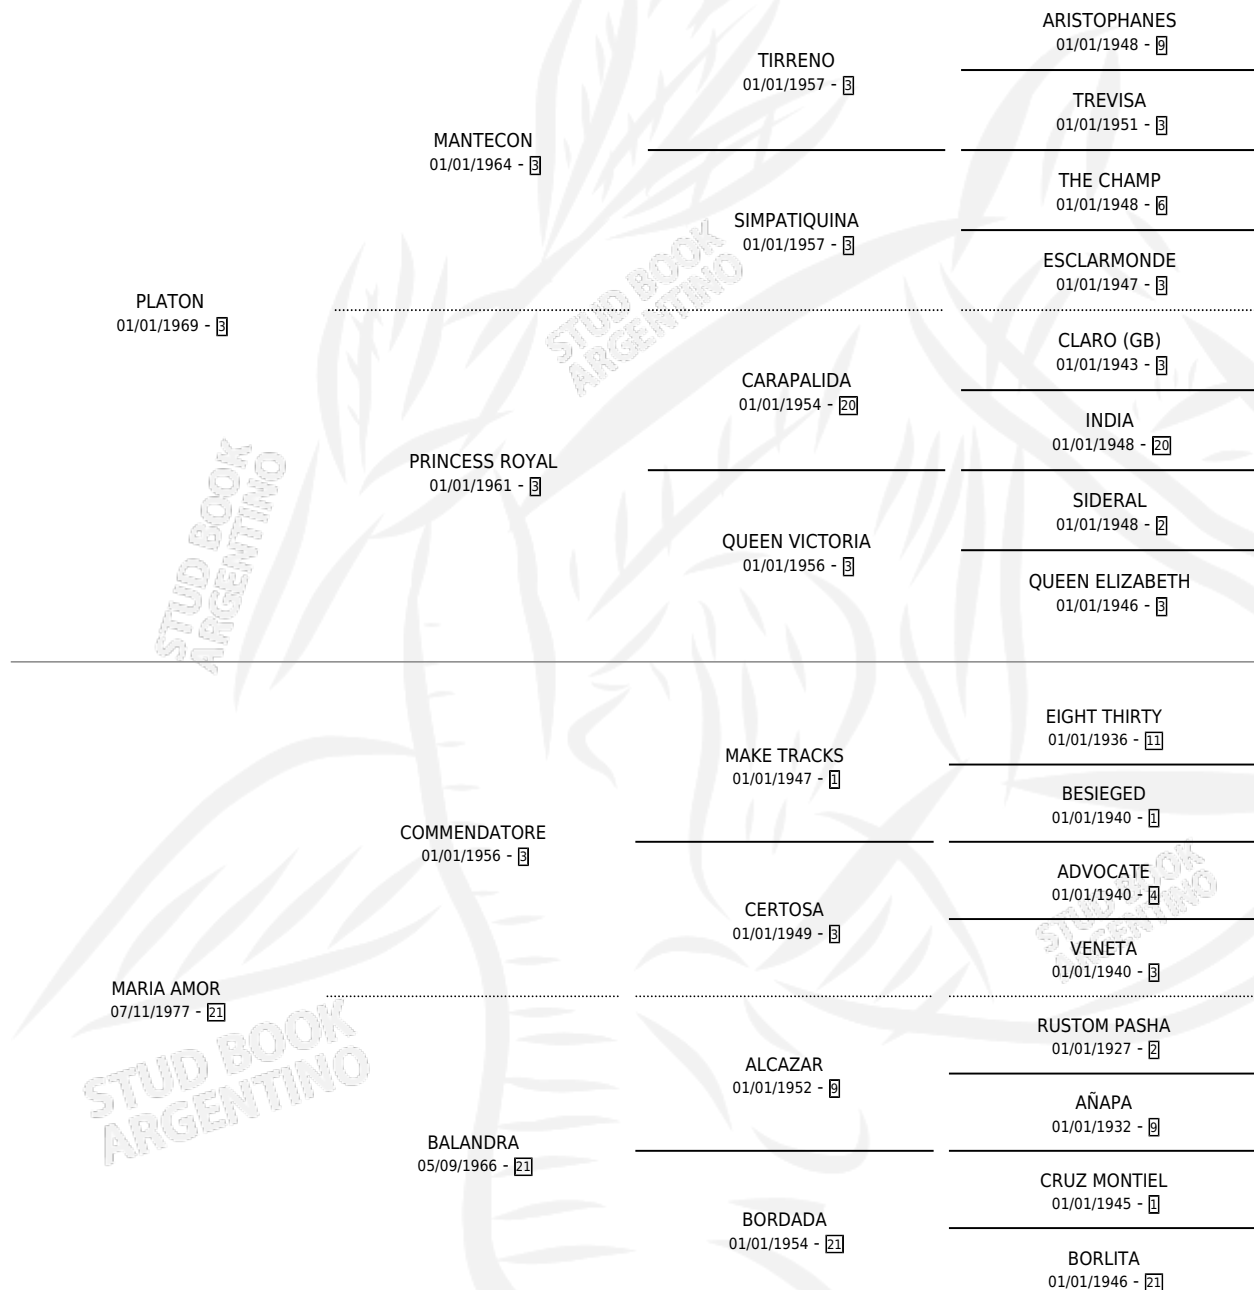 ARISTOPHANES
01/01/1948 - 9
TIRRENO
01/01/1957 - 3
TREVISA
01/01/1951 - 3
MANTECON
01/01/1964 - 3
THE CHAMP
01/01/1948 - 6
SIMPATIQUINA
01/01/1957 - 3
ESCLARMONDE
01/01/1947 - 3
PLATON
01/01/1969 - 3
CLARO (GB)
01/01/1943 - 3
CARAPALIDA
01/01/1954 - 20
INDIA
01/01/1948 - 20
PRINCESS ROYAL
01/01/1961 - 3
SIDERAL
01/01/1948 - 2
QUEEN VICTORIA
01/01/1956 - 3
QUEEN ELIZABETH
01/01/1946 - 3
EIGHT THIRTY
01/01/1936 - 11
MAKE TRACKS
01/01/1947 - 1
BESIEGED
01/01/1940 - 1
COMMENDATORE
01/01/1956 - 3
ADVOCATE
01/01/1940 - 4
CERTOSA
01/01/1949 - 3
VENETA
01/01/1940 - 3
MARIA AMOR
07/11/1977 - 21
RUSTOM PASHA
01/01/1927 - 2
ALCAZAR
01/01/1952 - 9
AÑAPA
01/01/1932 - 9
BALANDRA
05/09/1966 - 21
CRUZ MONTIEL
01/01/1945 - 1
BORDADA
01/01/1954 - 21
BORLITA
01/01/1946 - 21
STUD BOOK
ARGENTINO
STUD BOOK
ARGENTINO
STUD BOOK
ARGENTINO
STUD BOOK
ARGENTINO